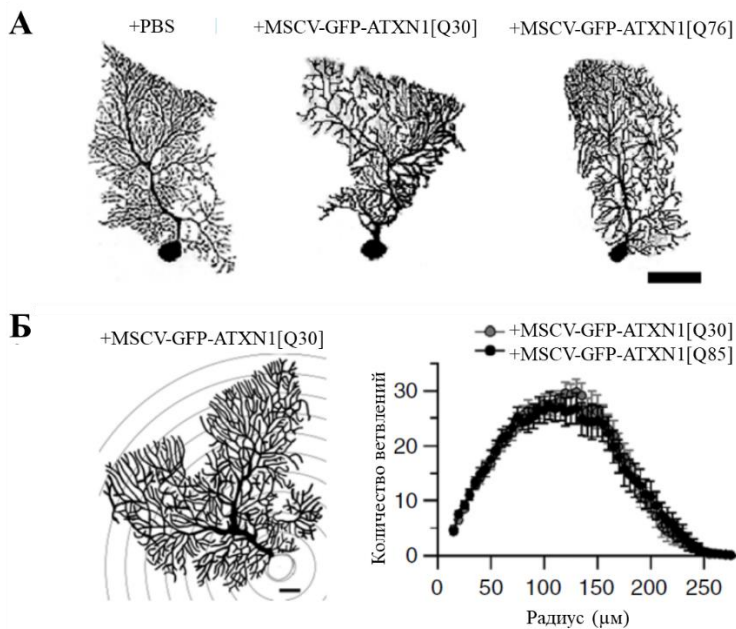 А
+PBS +MSCV-GFP-ATXN1[Q30] +MSCV-GFP-ATXN1[Q76]
Б
+MSCV-GFP-ATXN1[Q30]
+MSCV-GFP-ATXN1[Q30]
+MSCV-GFP-ATXN1[Q85]
Количество ветвлений
30
20
10
0
0 50 100 150 200 250
Радиус (µм)